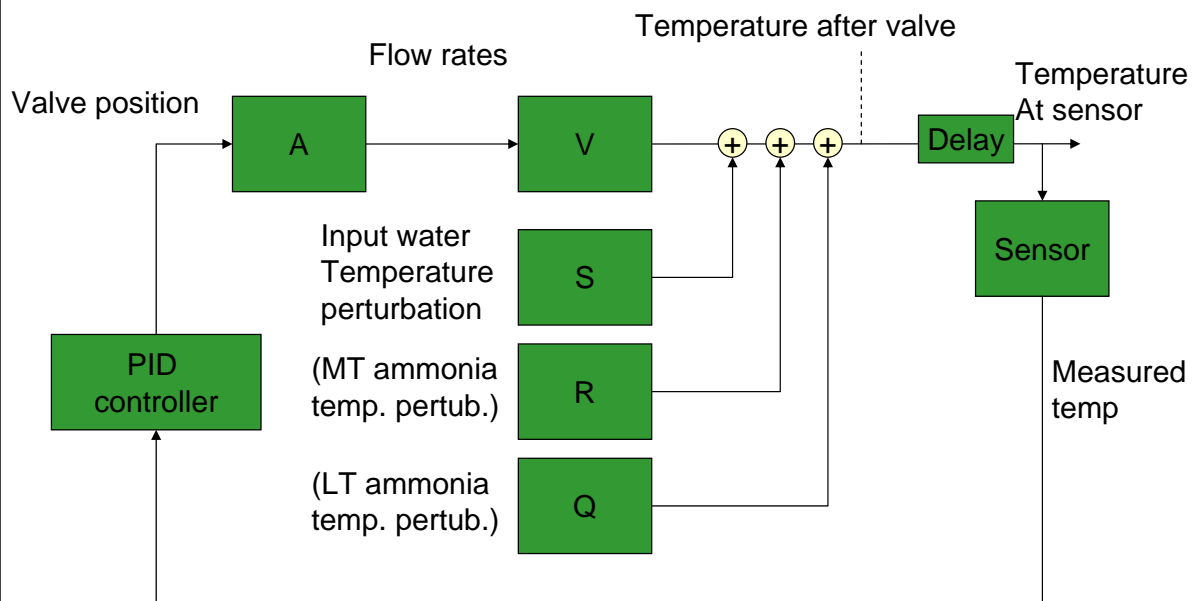 Temperature after valve
Flow rates
Temperature
At sensor
Valve position
A
V
+
+
+
Delay
Input water
Temperature
perturbation
S
Sensor
PID
controller
(MT ammonia
temp. pertub.)
R
Measured
temp
(LT ammonia
temp. pertub.)
Q